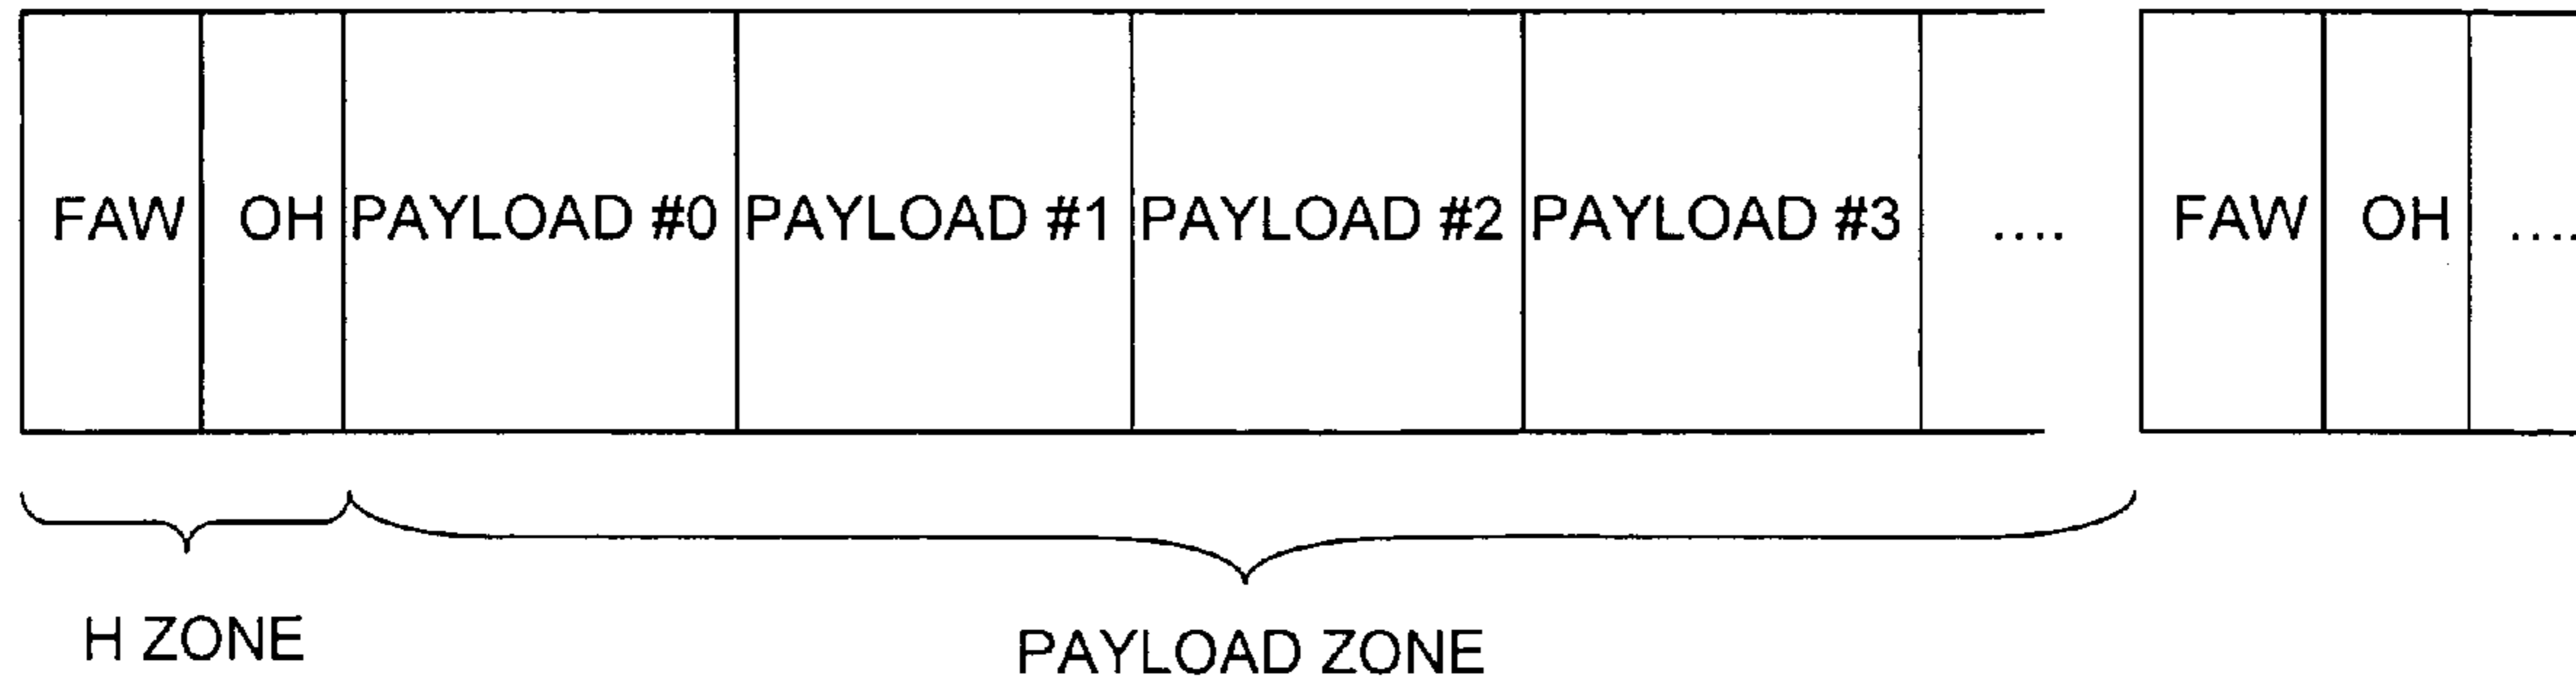 FAW OH PAYLOAD #0 PAYLOAD #1 PAYLOAD #2 PAYLOAD #3 .... FAW OH ....
H ZONE
PAYLOAD ZONE